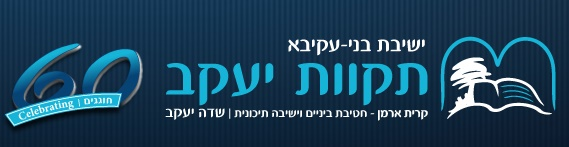 ישיבת בני-עקיבא
תקוות יעקב
קרית ארמן - חטיבת ביניים וישיבה תיכונית | שדה יעקב
60
חוגגים | Celebrating